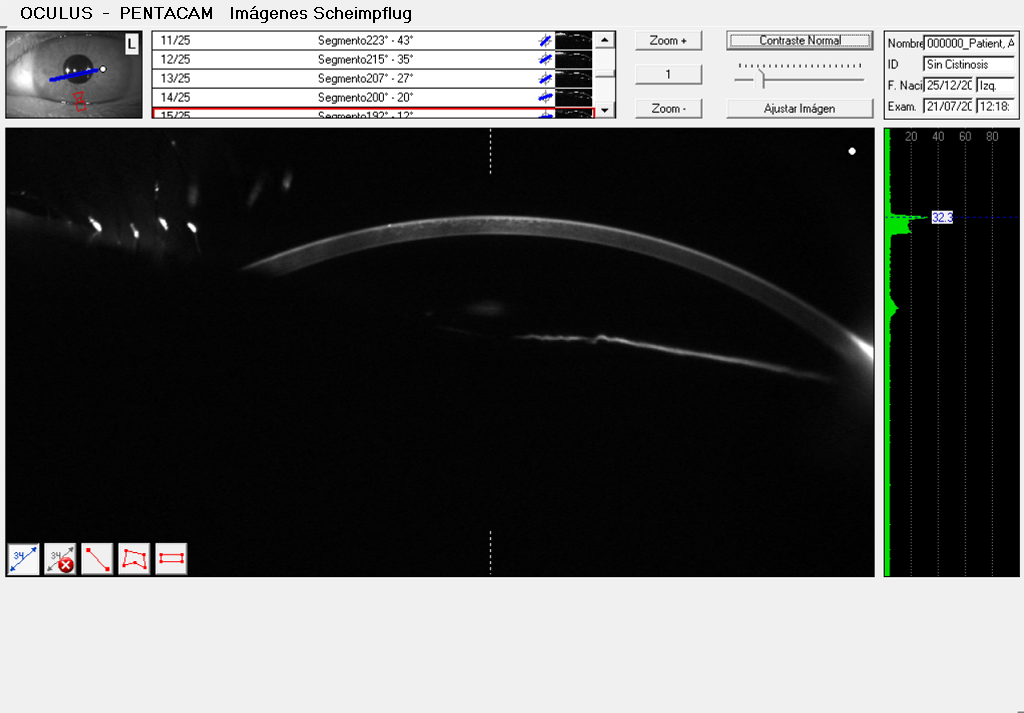 OCULUS - PENTACAM Imágenes Scheimpflug
L
11/25 Segmento223° - 43°
12/25 Segmento215° - 35°
13/25 Segmento207° - 27°
14/25 Segmento200° - 20°
15/25 Segmento192° - 12°
Zoom +
1
Zoom -
Contraste Normal
Ajustar Imágen
Nombre 000000_Patient, A
ID Sin Cistinosis
F. Naci 25/12/20 Izq.
Exam. 21/07/20 12:18:
20 40 60 80
32.3
34 34